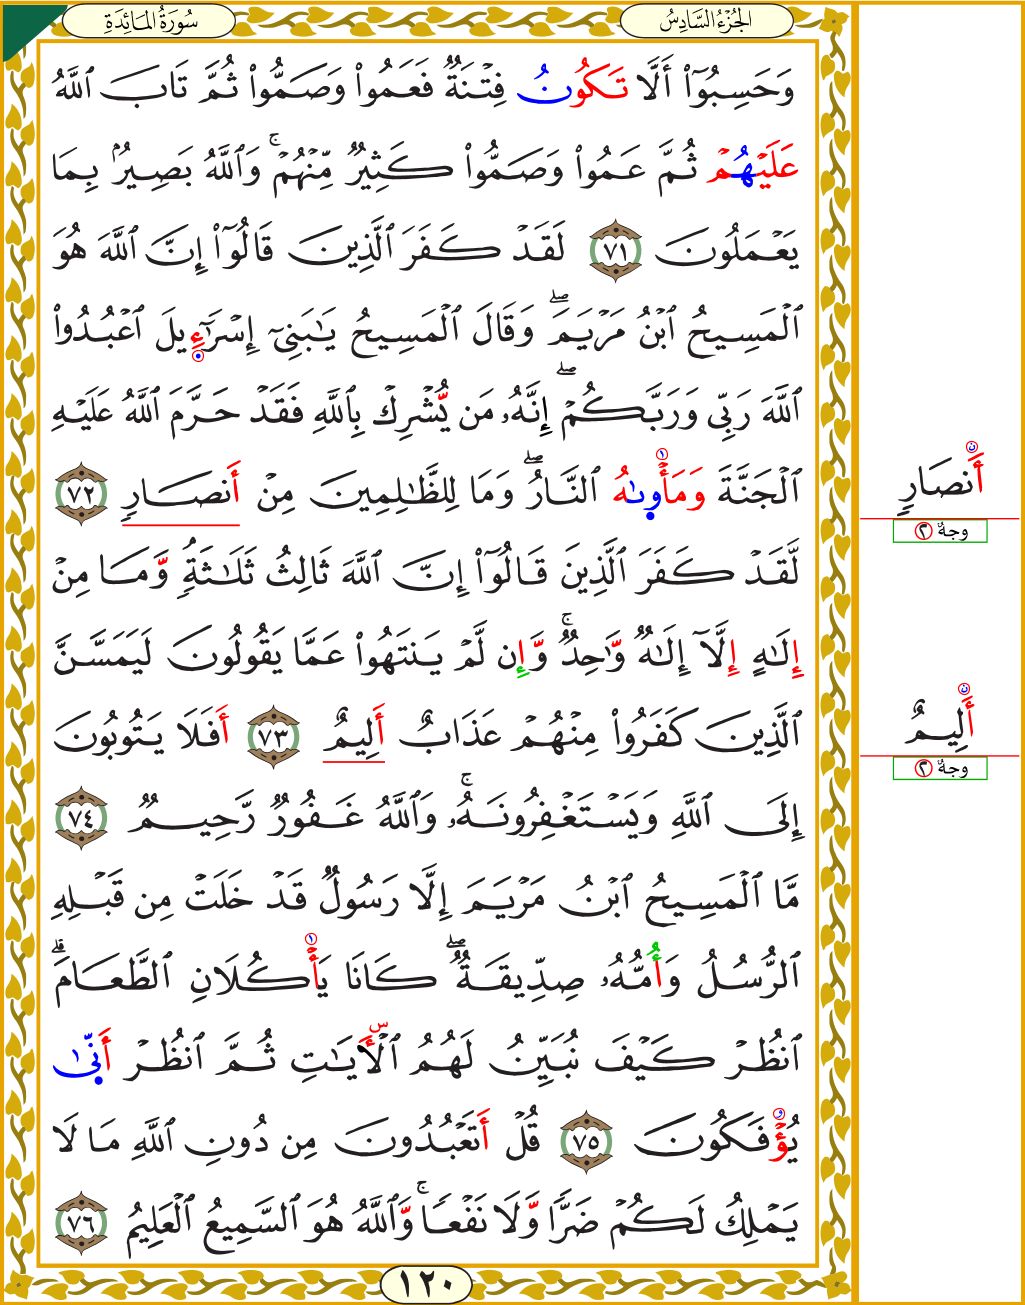 سُورَةُ المَائِدَةِ
الجُزْءُ السَّادِسُ
وَحَسِبُوٓا۟ أَلَّا تَكُونُ فِتْنَةٌ فَعَمُوا۟ وَصَمُّوا۟ ثُمَّ تَابَ ٱللَّهُ
عَلَيْهُمْ ثُمَّ عَمُوا۟ وَصَمُّوا۟ كَثِيرٌ مِّنْهُمْ ۚ وَٱللَّهُ بَصِيرٌۢ بِمَا
يَعْمَلُونَ ٧١ لَقَدْ كَفَرَ ٱلَّذِينَ قَالُوٓا۟ إِنَّ ٱللَّهَ هُوَ
ٱلْمَسِيحُ ٱبْنُ مَرْيَمَ ۖ وَقَالَ ٱلْمَسِيحُ يَـٰبَنِىٓ إِسْرَٰٓءِيلَ ٱعْبُدُوا۟
ٱللَّهَ رَبِّى وَرَبَّكُمْ ۖ إِنَّهُۥ مَن يُّشْرِكْ بِٱللَّهِ فَقَدْ حَرَّمَ ٱللَّهُ عَلَيْهِ
ٱلْجَنَّةَ وَمَأْوىٰهُ ٱلنَّارُ ۖ وَمَا لِلظَّـٰلِمِينَ مِنْ أَنصَارٍ ٧٢
لَّقَدْ كَفَرَ ٱلَّذِينَ قَالُوٓا۟ إِنَّ ٱللَّهَ ثَالِثُ ثَلَـٰثَةٍۘ وَّمَا مِنْ
إِلَـٰهٍ إِلَّآ إِلَـٰهٌ وَّٰحِدٌ ۚ وَّإِن لَّمْ يَنتَهُوا۟ عَمَّا يَقُولُونَ لَيَمَسَّنَّ
ٱلَّذِينَ كَفَرُوا۟ مِنْهُمْ عَذَابٌ أَلِيمٌ ٧٣ أَفَلَا يَتُوبُونَ
إِلَى ٱللَّهِ وَيَسْتَغْفِرُونَهُۥ ۚ وَٱللَّهُ غَفُورٌ رَّحِيمٌ ٧٤
مَّا ٱلْمَسِيحُ ٱبْنُ مَرْيَمَ إِلَّا رَسُولٌ قَدْ خَلَتْ مِن قَبْلِهِ
ٱلرُّسُلُ وَأُمُّهُۥ صِدِّيقَةٌ ۖ كَانَا يَأْكُلَانِ ٱلطَّعَامَ ۗ
ٱنظُرْ كَيْفَ نُبَيِّنُ لَهُمُ ٱلْأَيَـٰتِ ثُمَّ ٱنظُرْ أَنّىٰ
يُؤْفَكُونَ ٧٥ قُلْ أَتَعْبُدُونَ مِن دُونِ ٱللَّهِ مَا لَا
يَمْلِكُ لَكُمْ ضَرًّا وَّلَا نَفْعًا ۚ وَّٱللَّهُ هُوَ ٱلسَّمِيعُ ٱلْعَلِيمُ ٧٦
١٢٠
أَنصَارٍ
وجهٌ ٢
أَلِيمٌ
وجهٌ ٢